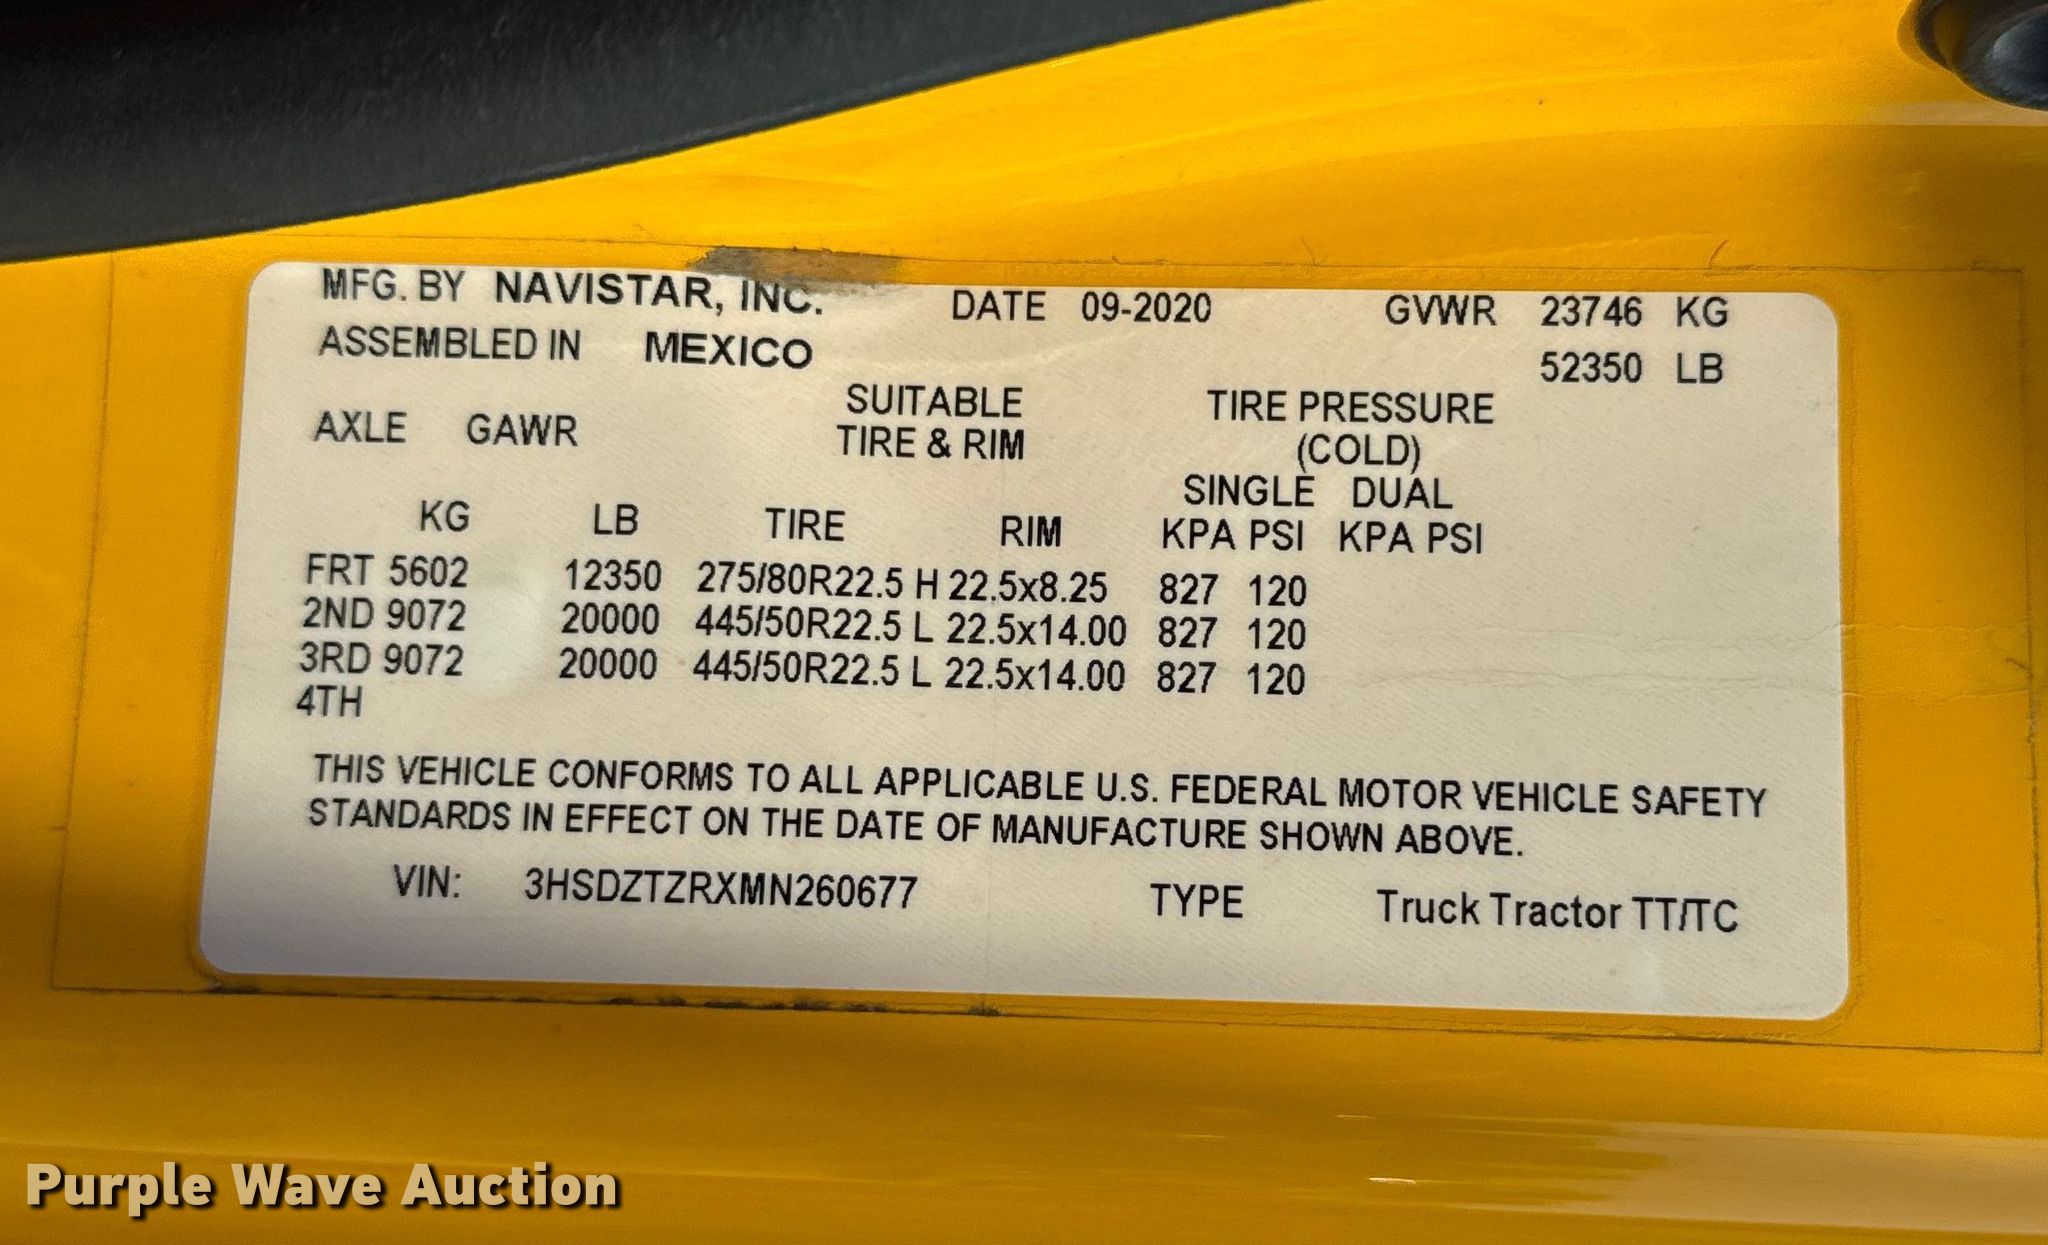 MFG. BY NAVISTAR, INC. DATE 09-2020 GVWR 23746 KG
ASSEMBLED IN MEXICO 52350 LB
SUITABLE TIRE PRESSURE
AXLE GAWR TIRE & RIM (COLD)
SINGLE DUAL
KG LB TIRE RIM KPA PSI KPA PSI
FRT 5602 12350 275/80R22.5 H 22.5x8.25 827 120
2ND 9072 20000 445/50R22.5 L 22.5x14.00 827 120
3RD 9072 20000 445/50R22.5 L 22.5x14.00 827 120
4TH
THIS VEHICLE CONFORMS TO ALL APPLICABLE U.S. FEDERAL MOTOR VEHICLE SAFETY
STANDARDS IN EFFECT ON THE DATE OF MANUFACTURE SHOWN ABOVE.
VIN: 3HSDZTZRXMN260677 TYPE Truck Tractor TT/TC
Purple Wave Auction